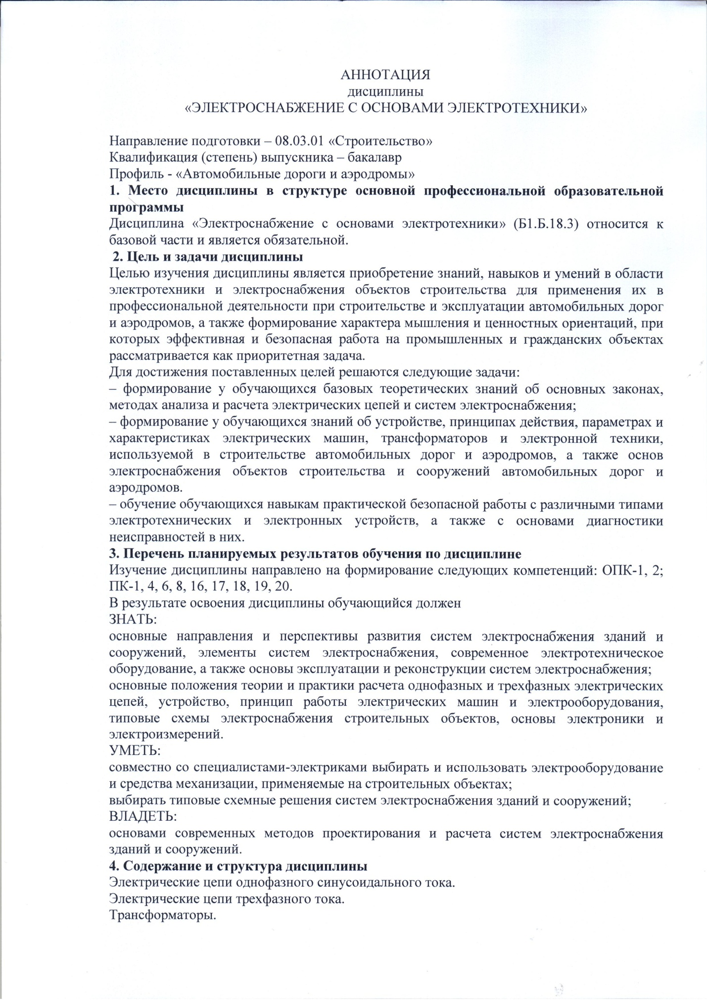 АННОТАЦИЯ
дисциплины
«ЭЛЕКТРОСНАБЖЕНИЕ С ОСНОВАМИ ЭЛЕКТРОТЕХНИКИ»
Направление подготовки – 08.03.01 «Строительство»
Квалификация (степень) выпускника – бакалавр
Профиль - «Автомобильные дороги и аэродромы»
1. Место дисциплины в структуре основной профессиональной образовательной
программы
Дисциплина «Электроснабжение с основами электротехники» (Б1.Б.18.3) относится к
базовой части и является обязательной.
2. Цель и задачи дисциплины
Целью изучения дисциплины является приобретение знаний, навыков и умений в области
электротехники и электроснабжения объектов строительства для применения их в
профессиональной деятельности при строительстве и эксплуатации автомобильных дорог
и аэродромов, а также формирование характера мышления и ценностных ориентаций, при
которых эффективная и безопасная работа на промышленных и гражданских объектах
рассматривается как приоритетная задача.
Для достижения поставленных целей решаются следующие задачи:
– формирование у обучающихся базовых теоретических знаний об основных законах,
методах анализа и расчета электрических цепей и систем электроснабжения;
– формирование у обучающихся знаний об устройстве, принципах действия, параметрах и
характеристиках электрических машин, трансформаторов и электронной техники,
используемой в строительстве автомобильных дорог и аэродромов, а также основ
электроснабжения объектов строительства и сооружений автомобильных дорог и
аэродромов.
– обучение обучающихся навыкам практической безопасной работы с различными типами
электротехнических и электронных устройств, а также с основами диагностики
неисправностей в них.
3. Перечень планируемых результатов обучения по дисциплине
Изучение дисциплины направлено на формирование следующих компетенций: ОПК-1, 2;
ПК-1, 4, 6, 8, 16, 17, 18, 19, 20.
В результате освоения дисциплины обучающийся должен
ЗНАТЬ:
основные направления и перспективы развития систем электроснабжения зданий и
сооружений, элементы систем электроснабжения, современное электротехническое
оборудование, а также основы эксплуатации и реконструкции систем электроснабжения;
основные положения теории и практики расчета однофазных и трехфазных электрических
цепей, устройство, принцип работы электрических машин и электрооборудования,
типовые схемы электроснабжения строительных объектов, основы электроники и
электроизмерений.
УМЕТЬ:
совместно со специалистами-электриками выбирать и использовать электрооборудование
и средства механизации, применяемые на строительных объектах;
выбирать типовые схемные решения систем электроснабжения зданий и сооружений;
ВЛАДЕТЬ:
основами современных методов проектирования и расчета систем электроснабжения
зданий и сооружений.
4. Содержание и структура дисциплины
Электрические цепи однофазного синусоидального тока.
Электрические цепи трехфазного тока.
Трансформаторы.